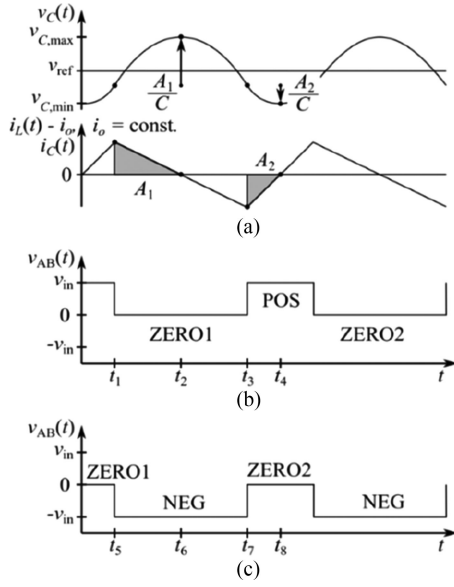 v_C(t)
v_C,max
v_ref
v_C,min
A_1/C
A_2/C
i_L(t) - i_o, i_o = const.
i_C(t)
0
A_1
A_2
(a)
v_AB(t)
v_in
0
-v_in
ZERO1
POS
ZERO2
t_1 t_2 t_3 t_4 t
(b)
v_AB(t)
v_in
ZERO1 ZERO2
0
NEG NEG
-v_in
t_5 t_6 t_7 t_8 t
(c)